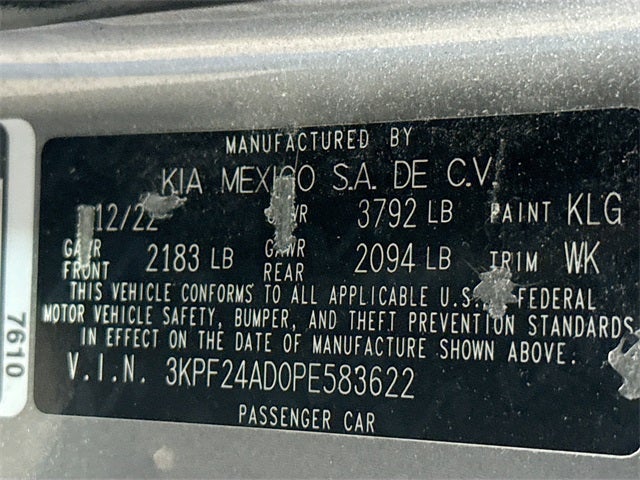 MANUFACTURED BY
KIA MEXICO S.A. DE C.V.
12/22 3792 LB PAINT KLG
GAWR FRONT 2183 LB GAWR REAR 2094 LB TRIM WK
THIS VEHICLE CONFORMS TO ALL APPLICABLE U.S. FEDERAL
MOTOR VEHICLE SAFETY, BUMPER, AND THEFT PREVENTION STANDARDS
IN EFFECT ON THE DATE OF MANUFACTURE SHOWN ABOVE.
V.I.N. 3KPF24AD0PE583622
PASSENGER CAR
7610